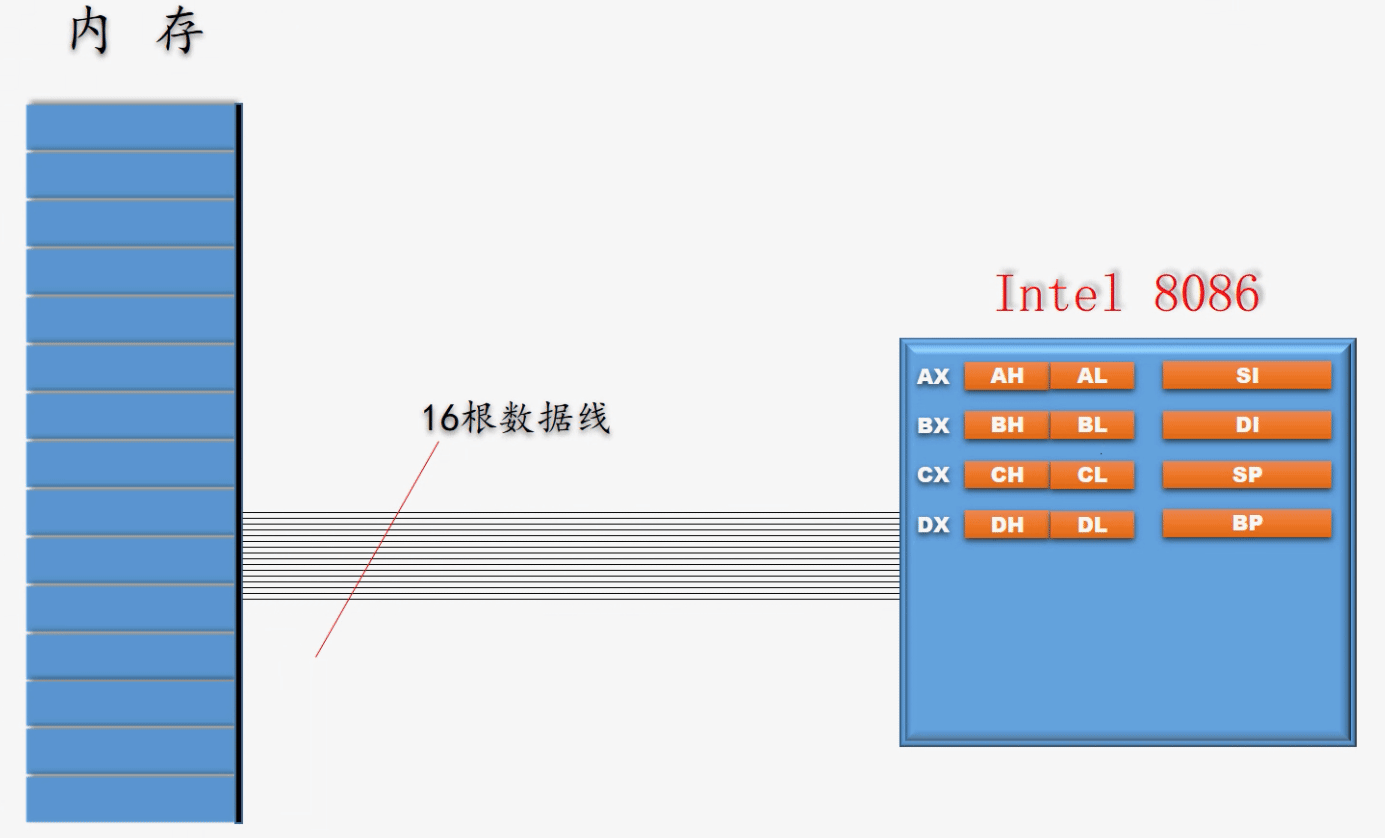 内 存
Intel 8086
AX AH AL SI
BX BH BL DI
16根数据线
CX CH CL SP
DX DH DL BP